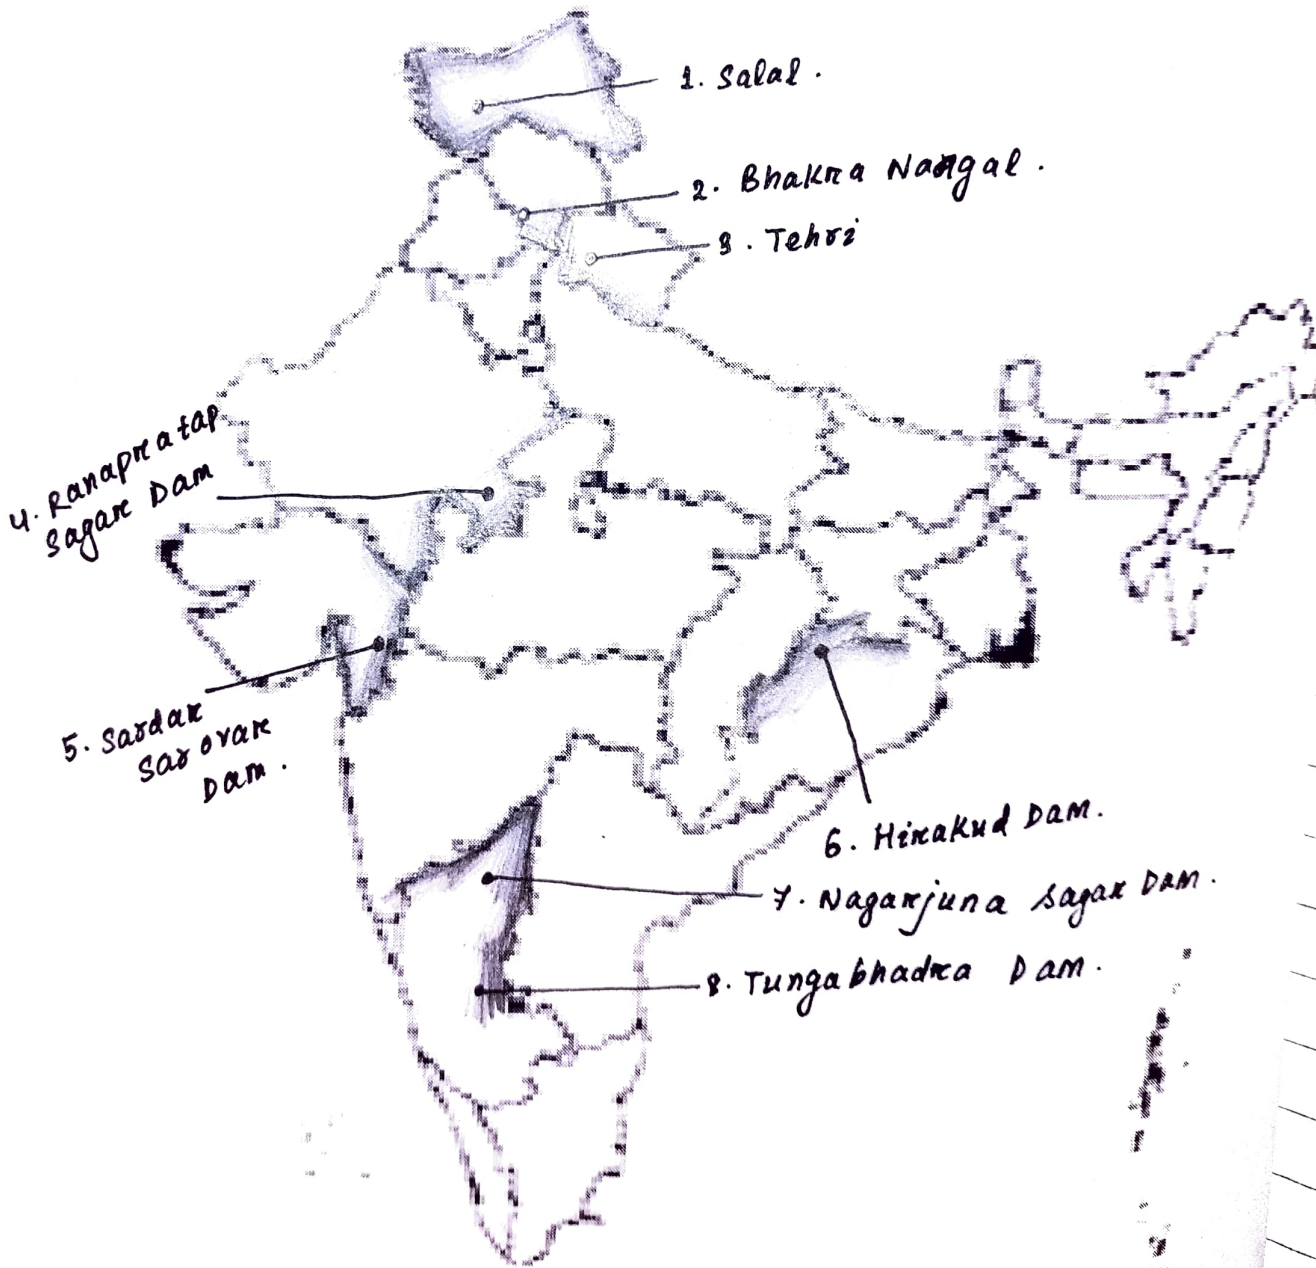 1. Salal.
2. Bhakra Nangal.
3. Tehri
4. Ranapratap
Sagar Dam
5. Sardar
Sarovar
Dam.
6. Hirakud Dam.
7. Nagarjuna Sagar Dam.
8. Tungabhadra Dam.